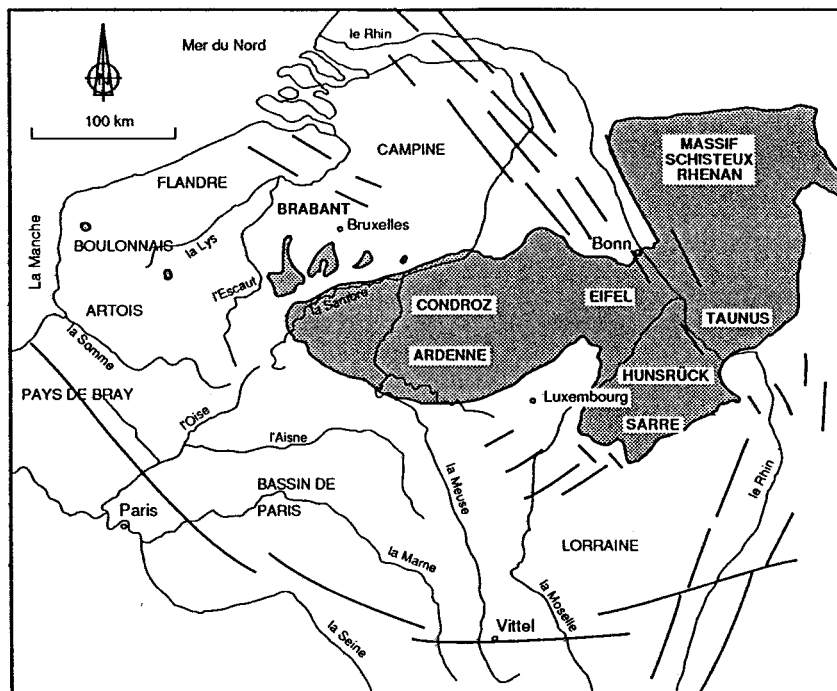 Mer du Nord
le Rhin
N
100 km
CAMPINE
MASSIF
SCHISTEUX
RHENAN
FLANDRE
BRABANT
Bruxelles
La Manche
BOULONNAIS
la Lys
Bonn
l'Escaut
ARTOIS
la Sambre
CONDROZ
EIFEL
TAUNUS
la Somme
ARDENNE
HUNSRÜCK
PAYS DE BRAY
l'Oise
Luxembourg
SARRE
l'Aisne
la Meuse
le Rhin
BASSIN DE
PARIS
Paris
LORRAINE
la Marne
la Moselle
Vittel
la Seine